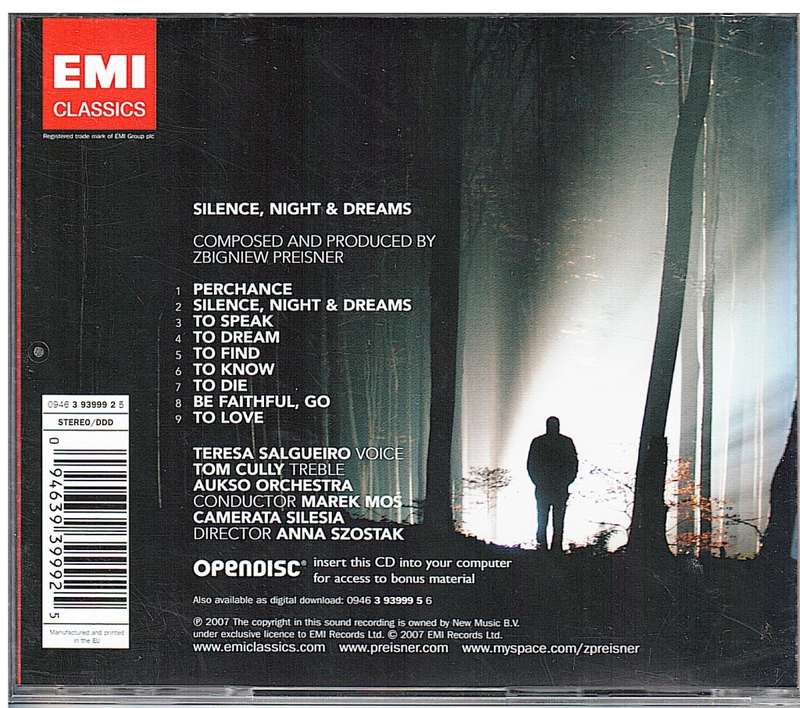 EMI
CLASSICS
Registered trade mark of EMI Group plc
SILENCE, NIGHT & DREAMS
COMPOSED AND PRODUCED BY
ZBIGNIEW PREISNER
1 PERCHANCE
2 SILENCE, NIGHT & DREAMS
3 TO SPEAK
4 TO DREAM
5 TO FIND
6 TO KNOW
7 TO DIE
8 BE FAITHFUL, GO
9 TO LOVE
TERESA SALGUEIRO VOICE
TOM CULLY TREBLE
AUKSO ORCHESTRA
CONDUCTOR MAREK MOŚ
CAMERATA SILESIA
DIRECTOR ANNA SZOSTAK
OPENDISC® insert this CD into your computer
for access to bonus material
Also available as digital download: 0946 3 93999 5 6
℗ 2007 The copyright in this sound recording is owned by New Music B.V.
under exclusive licence to EMI Records Ltd. © 2007 EMI Records Ltd.
www.emiclassics.com www.preisner.com www.myspace.com/zpreisner
0946 3 93999 2 5
STEREO/DDD
0 94639 39992 5
Manufactured and printed
in the EU